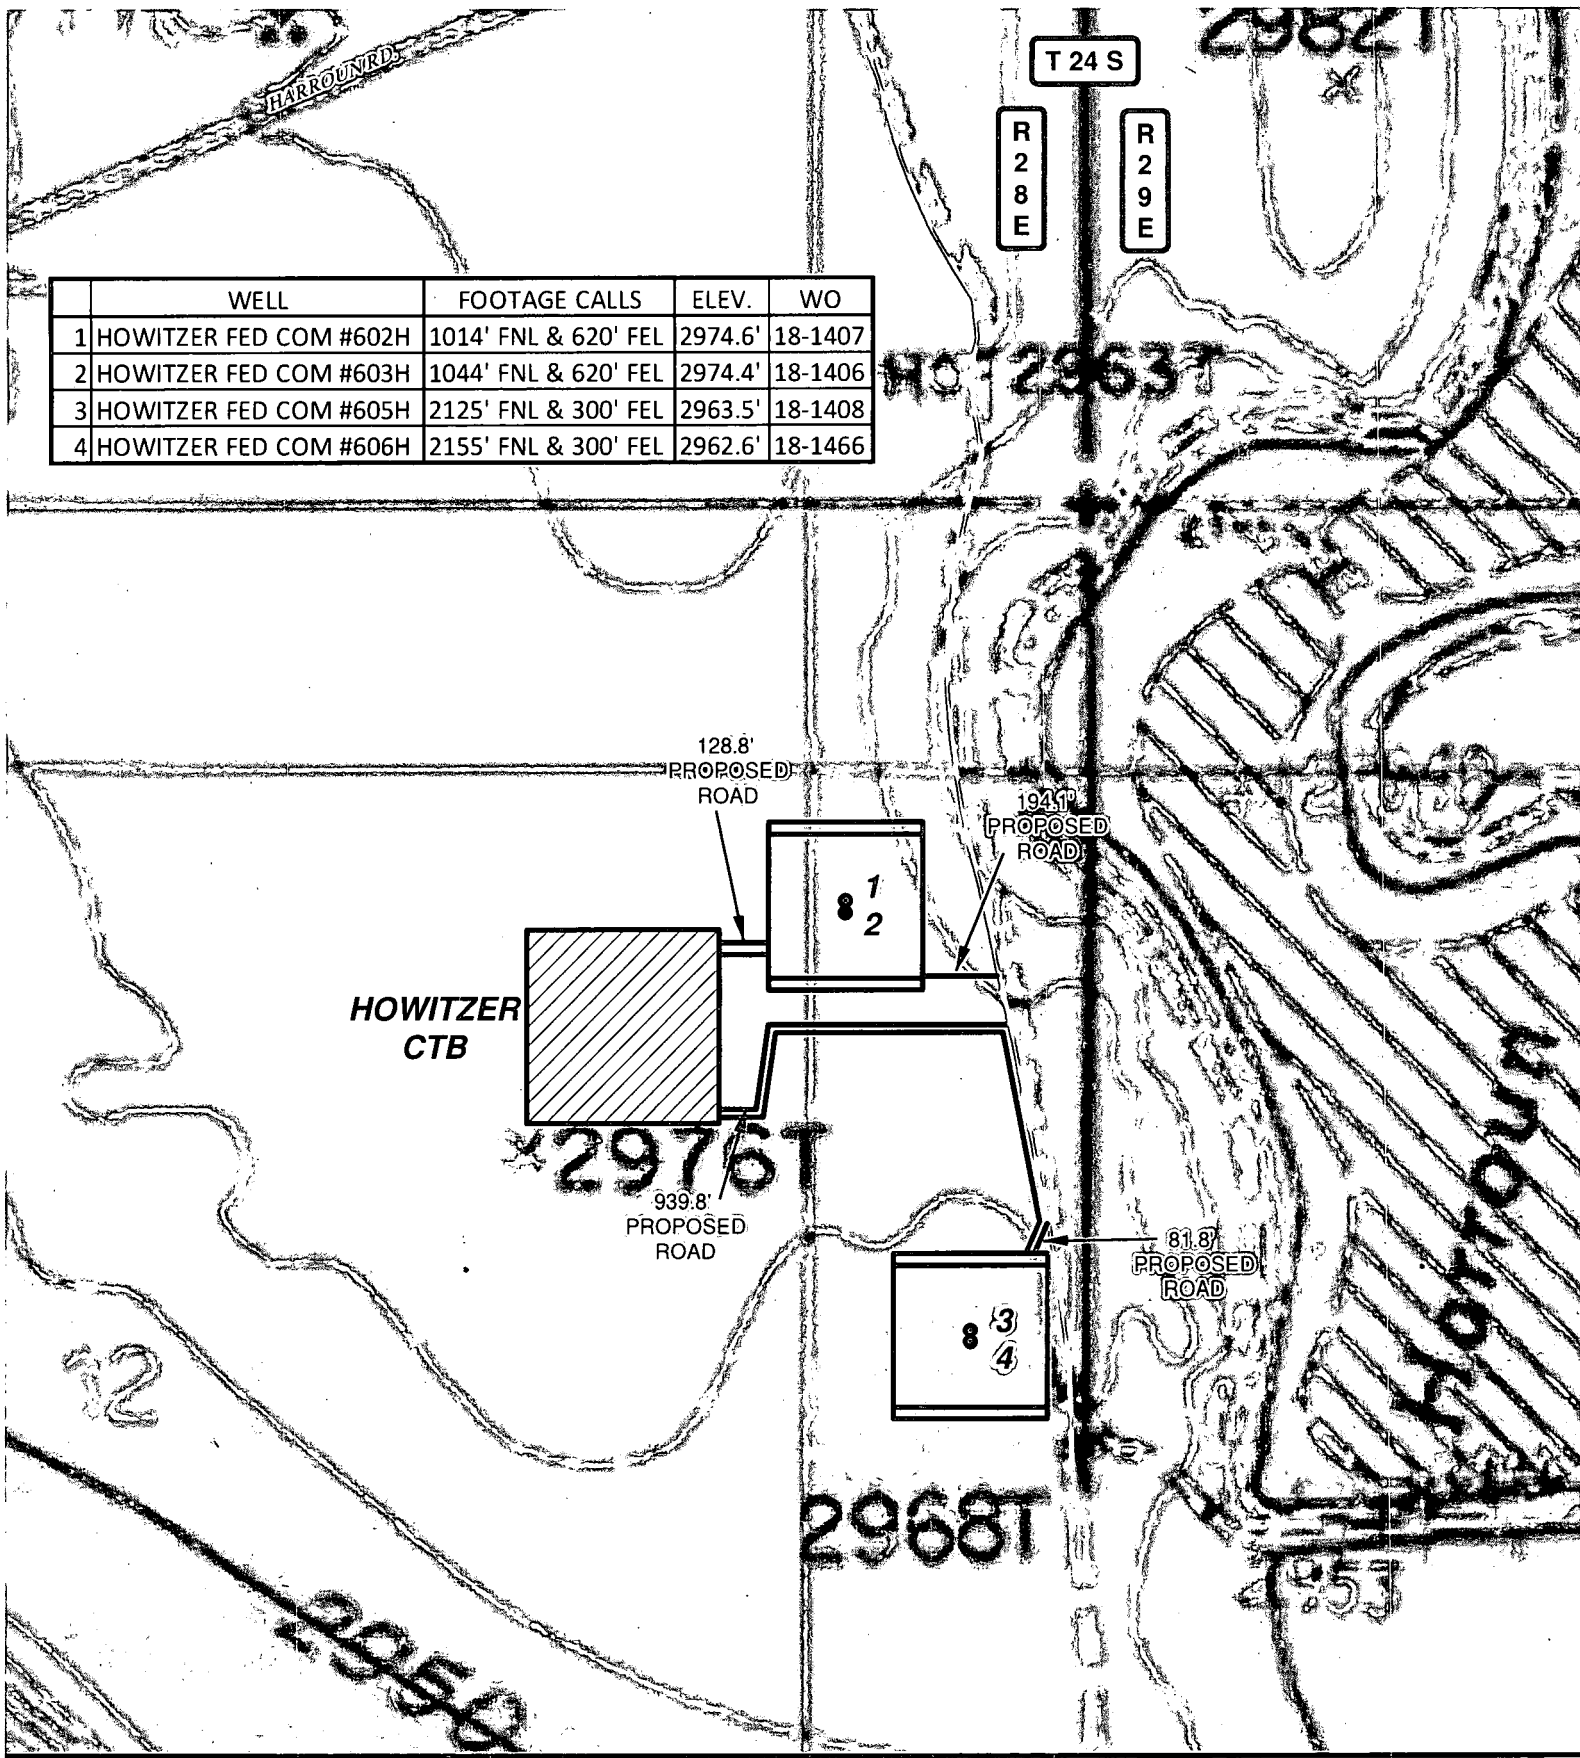 2982T
T 24 S
HARROUN RD.
R
2
8
E
R
2
9
E
WELL FOOTAGE CALLS ELEV. WO
1 HOWITZER FED COM #602H 1014' FNL & 620' FEL 2974.6' 18-1407
2 HOWITZER FED COM #603H 1044' FNL & 620' FEL 2974.4' 18-1406
3 HOWITZER FED COM #605H 2125' FNL & 300' FEL 2963.5' 18-1408
4 HOWITZER FED COM #606H 2155' FNL & 300' FEL 2962.6' 18-1466
2963T
128.8'
PROPOSED
ROAD
194.1'
PROPOSED
ROAD
1
2
HOWITZER
CTB
2976T
939.8'
PROPOSED
ROAD
81.8'
PROPOSED
ROAD
3
4
12
2968T
2950